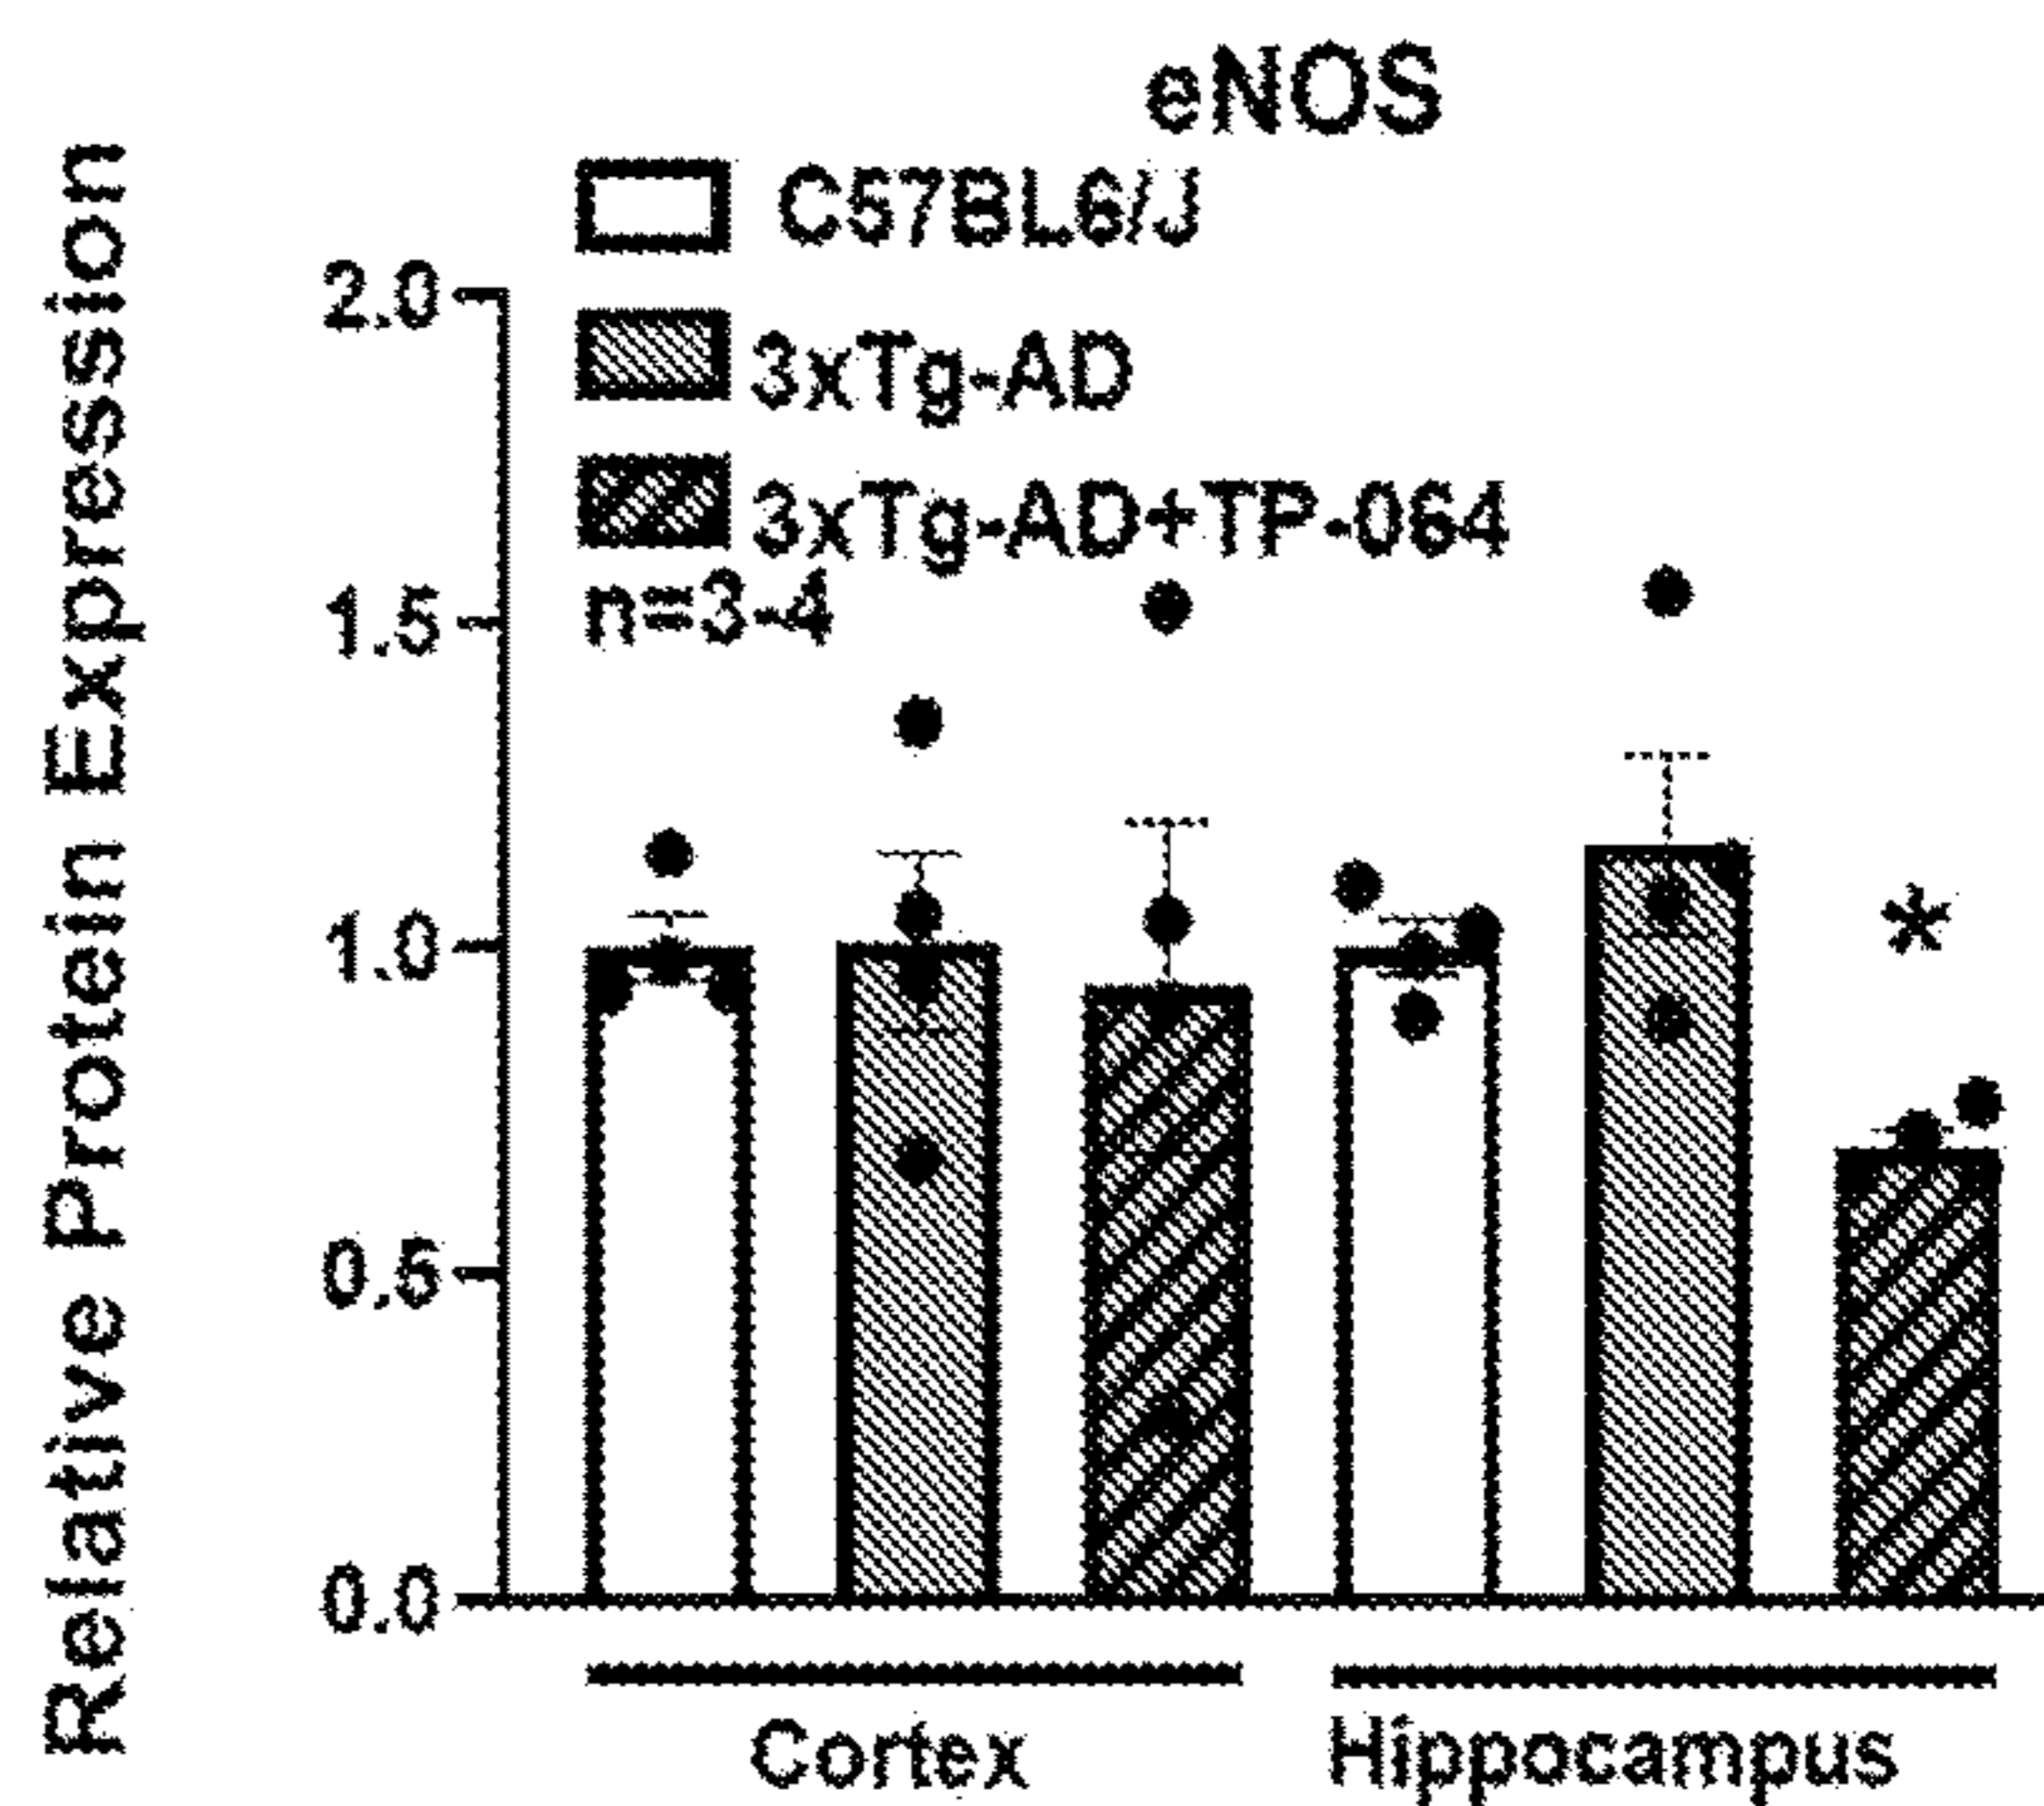 eNOS
C57BL6/J
3xTg-AD
3xTg-AD+TP-064
n=3-4
Relative Protein Expression
2.0
1.5
1.0
0.5
0.0
*
Cortex
Hippocampus